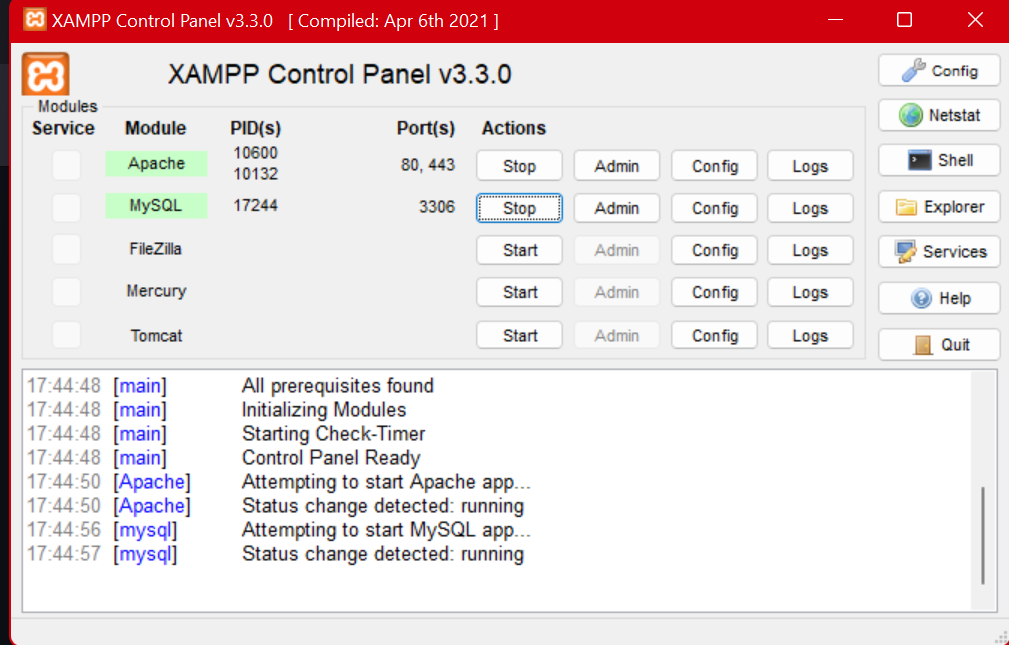 XAMPP Control Panel v3.3.0 [ Compiled: Apr 6th 2021 ]
XAMPP Control Panel v3.3.0
Config
Modules
Service Module PID(s) Port(s) Actions
Netstat
Apache 10600 10132 80, 443 Stop Admin Config Logs
Shell
MySQL 17244 3306 Stop Admin Config Logs
Explorer
FileZilla Start Admin Config Logs
Services
Mercury Start Admin Config Logs
Help
Tomcat Start Admin Config Logs
Quit
17:44:48 [main] All prerequisites found
17:44:48 [main] Initializing Modules
17:44:48 [main] Starting Check-Timer
17:44:48 [main] Control Panel Ready
17:44:50 [Apache] Attempting to start Apache app...
17:44:50 [Apache] Status change detected: running
17:44:56 [mysql] Attempting to start MySQL app...
17:44:57 [mysql] Status change detected: running